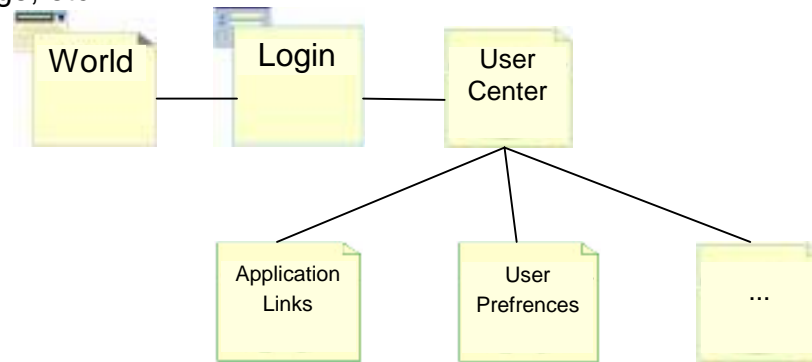 World
Login
User
Center
Application
Links
User
Prefrences
...